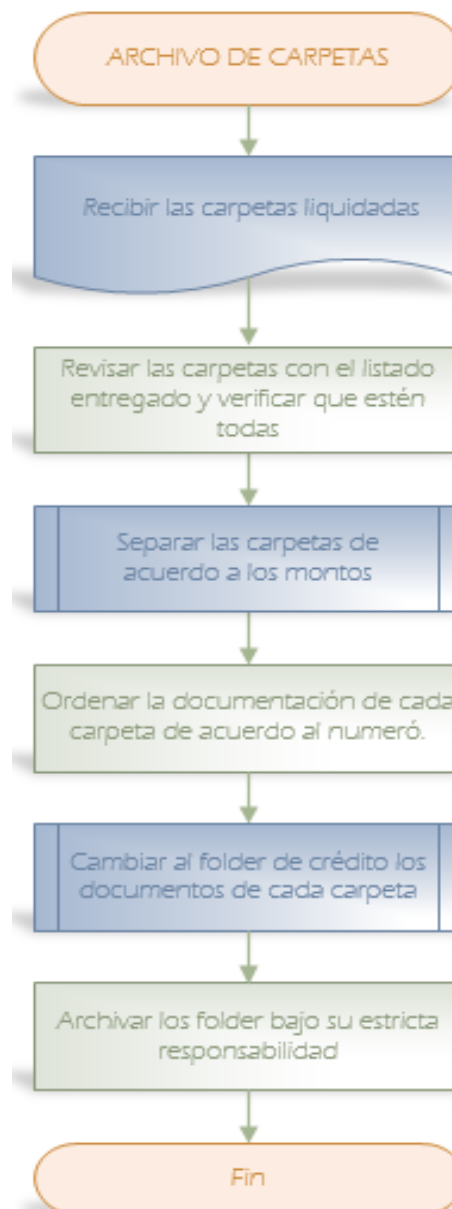 ARCHIVO DE CARPETAS
Recibir las carpetas liquidadas
Revisar las carpetas con el listado
entregado y verificar que estén
todas
Separar las carpetas de
acuerdo a los montos
Ordenar la documentación de cada
carpeta de acuerdo al numeró.
Cambiar al folder de crédito los
documentos de cada carpeta
Archivar los folder bajo su estricta
responsabilidad
Fin